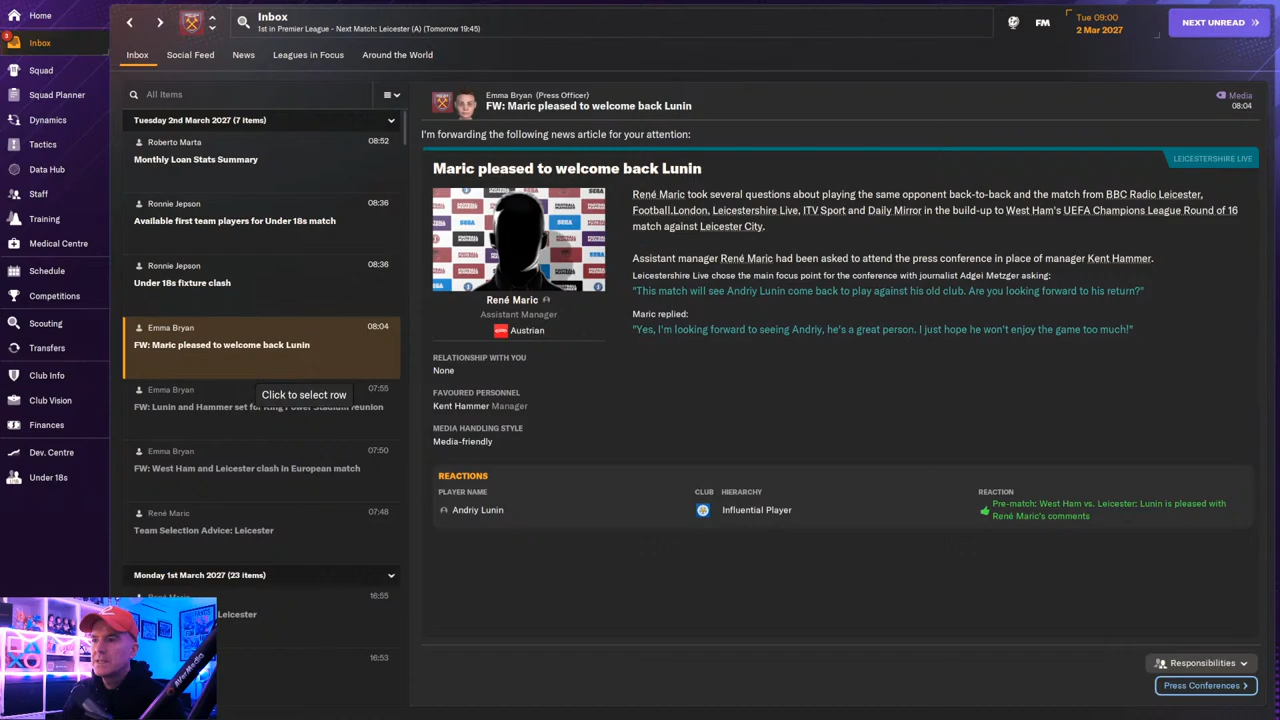 Home
Inbox
1st in Premier League - Next Match: Leicester (A) (Tomorrow 19:45)
FM
Tue 09:00
2 Mar 2027
NEXT UNREAD
3
Inbox
Squad
Squad Planner
Dynamics
Tactics
Data Hub
Staff
Training
Medical Centre
Schedule
Competitions
Scouting
Transfers
Club Info
Club Vision
Finances
Dev. Centre
Under 18s
Inbox
Social Feed
News
Leagues in Focus
Around the World
All Items
Tuesday 2nd March 2027 (7 items)
Roberto Marta
08:52
Monthly Loan Stats Summary
Ronnie Jepson
08:36
Available first team players for Under 18s match
Ronnie Jepson
08:36
Under 18s fixture clash
Emma Bryan
08:04
FW: Maric pleased to welcome back Lunin
Emma Bryan
07:55
Click to select row
FW: Lunin and Hammer set for King Power Stadium reunion
Emma Bryan
07:50
FW: West Ham and Leicester clash in European match
René Maric
07:48
Team Selection Advice: Leicester
Monday 1st March 2027 (23 items)
René Maric
16:55
Leicester
16:53
Emma Bryan (Press Officer)
FW: Maric pleased to welcome back Lunin
Media
08:04
I'm forwarding the following news article for your attention:
LEICESTERSHIRE LIVE
Maric pleased to welcome back Lunin
René Maric took several questions about playing the same opponent back-to-back and the match from BBC Radio Leicester,
Football.London, Leicestershire Live, ITV Sport and Daily Mirror in the build-up to West Ham's UEFA Champions League Round of 16
match against Leicester City.
Assistant manager René Maric had been asked to attend the press conference in place of manager Kent Hammer.
Leicestershire Live chose the main focus point for the conference with journalist Adgei Metzger asking:
"This match will see Andriy Lunin come back to play against his old club. Are you looking forward to his return?"
Maric replied:
"Yes, I'm looking forward to seeing Andriy, he's a great person. I just hope he won't enjoy the game too much!"
René Maric
Assistant Manager
Austrian
RELATIONSHIP WITH YOU
None
FAVOURED PERSONNEL
Kent Hammer Manager
MEDIA HANDLING STYLE
Media-friendly
REACTIONS
PLAYER NAME
CLUB
HIERARCHY
REACTION
Andriy Lunin
Influential Player
Pre-match: West Ham vs. Leicester: Lunin is pleased with
René Maric's comments
Responsibilities
Press Conferences
AVerMedia